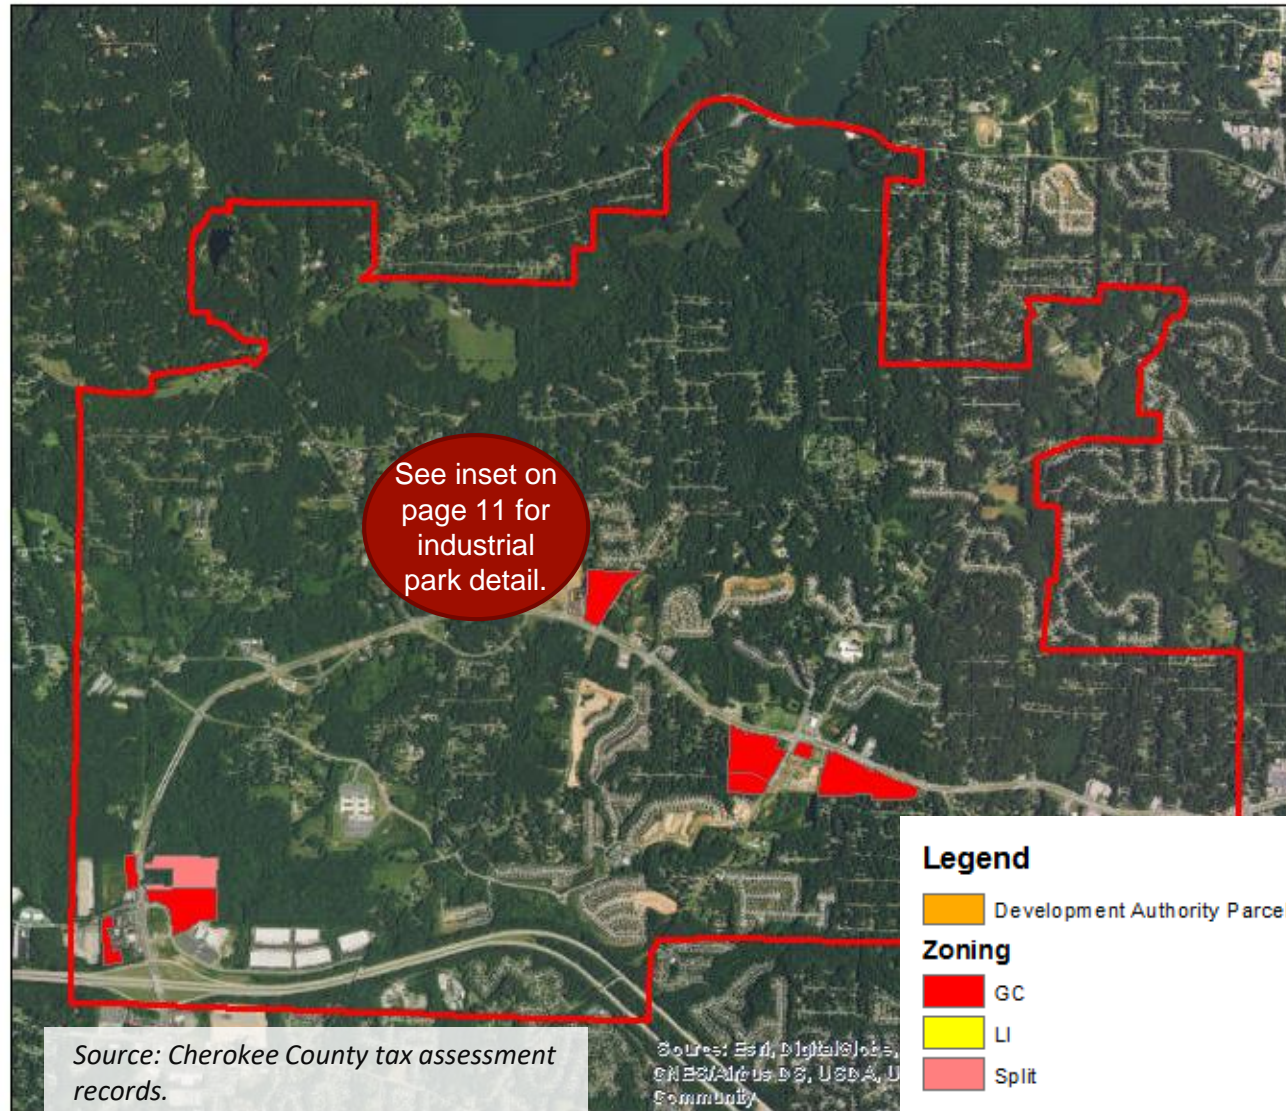 See inset on
page 11 for
industrial
park detail.
Legend
Development Authority Parce
Zoning
GC
LI
Split
Source: Cherokee County tax assessment
records.
Source: Esri, DigitalGlobe,
CNES/Airbus DS, USDA, U
Community